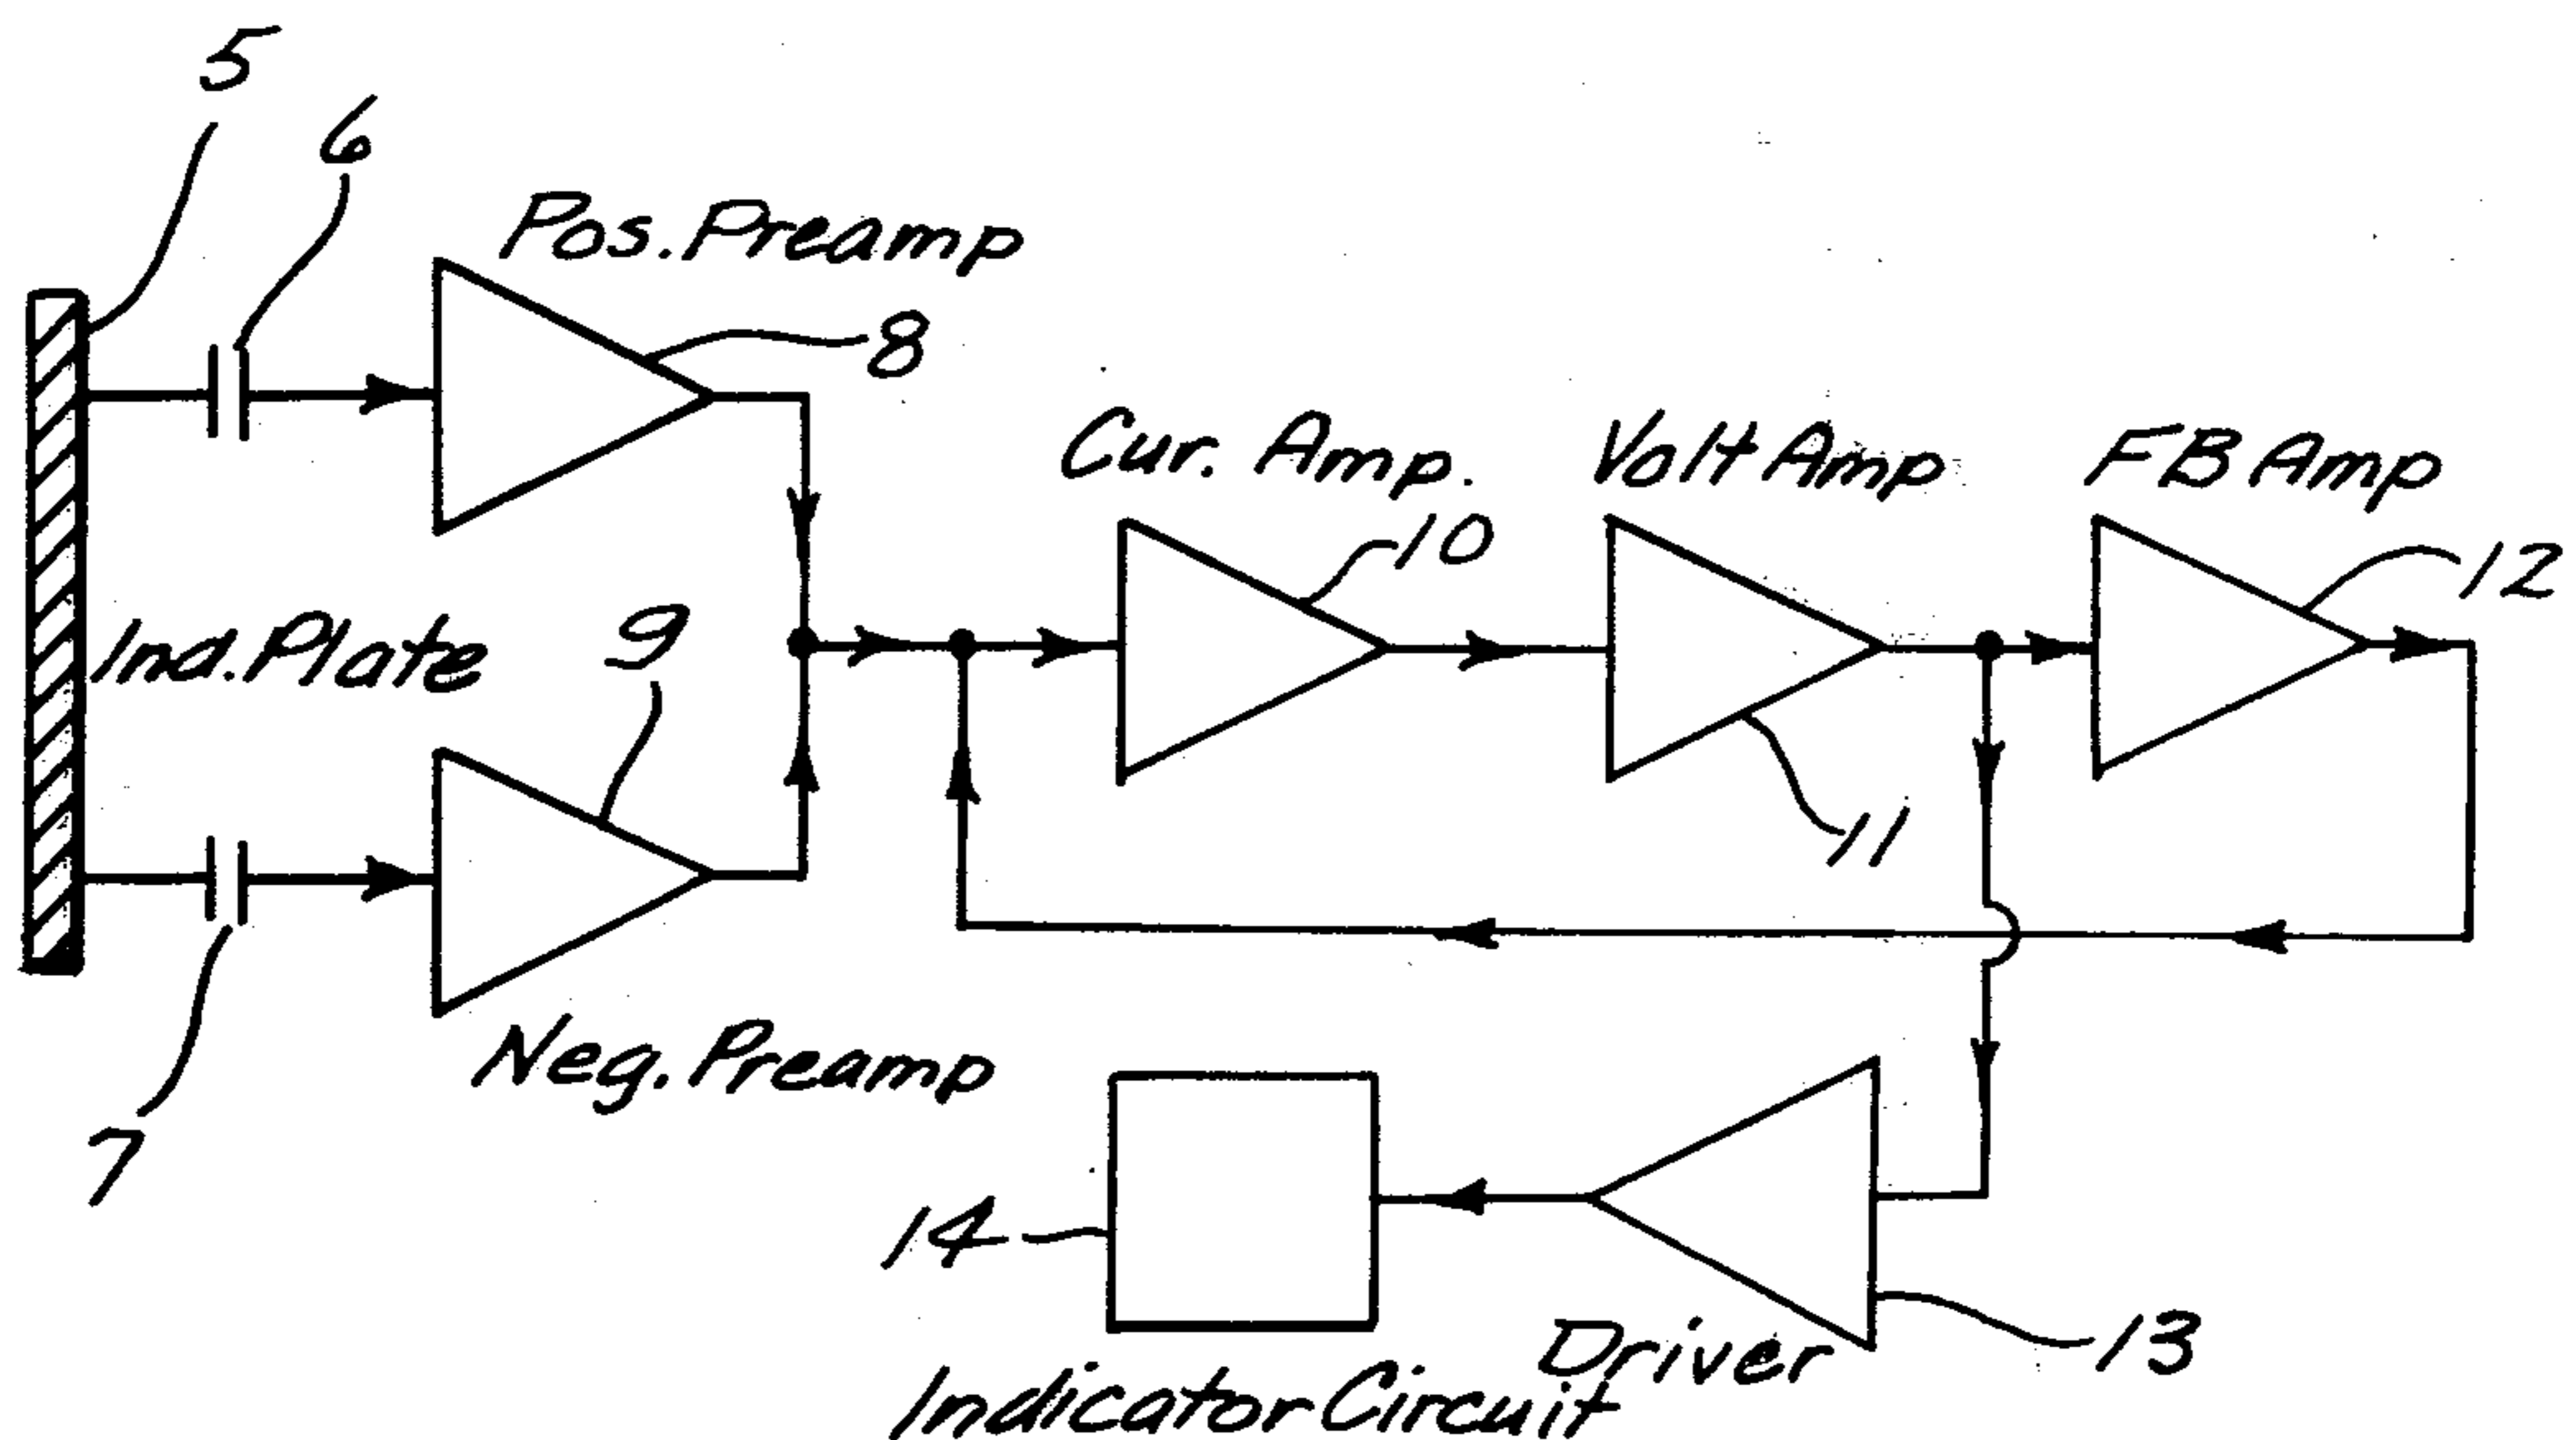 5
6
Pos. Preamp
8
Cur. Amp.
10
Volt Amp
FB Amp
12
Ind. Plate
9
11
Neg. Preamp
7
14
Driver
13
Indicator Circuit